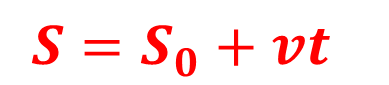 S = S₀ + vt